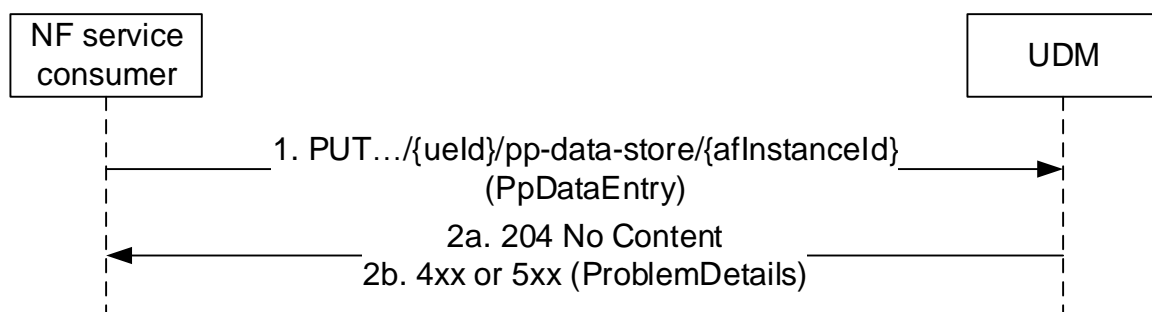 NF service
consumer
UDM
1. PUT…/{ueId}/pp-data-store/{afInstanceId}
(PpDataEntry)
2a. 204 No Content
2b. 4xx or 5xx (ProblemDetails)